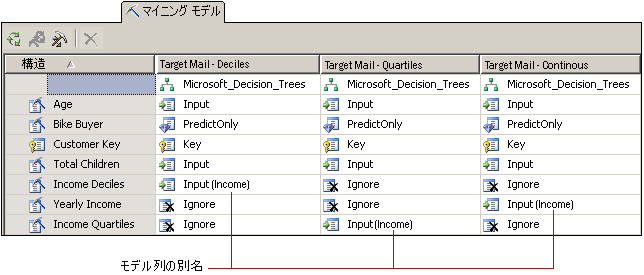 マイニング モデル
構造 Target Mail - Deciles Target Mail - Quartiles Target Mail - Continous
Microsoft_Decision_Trees Microsoft_Decision_Trees Microsoft_Decision_Trees
Age Input Input Input
Bike Buyer PredictOnly PredictOnly PredictOnly
Customer Key Key Key Key
Total Children Input Input Input
Income Deciles Input(Income) Ignore Ignore
Yearly Income Ignore Ignore Input(Income)
Income Quartiles Ignore Input(Income) Ignore
モデル列の別名